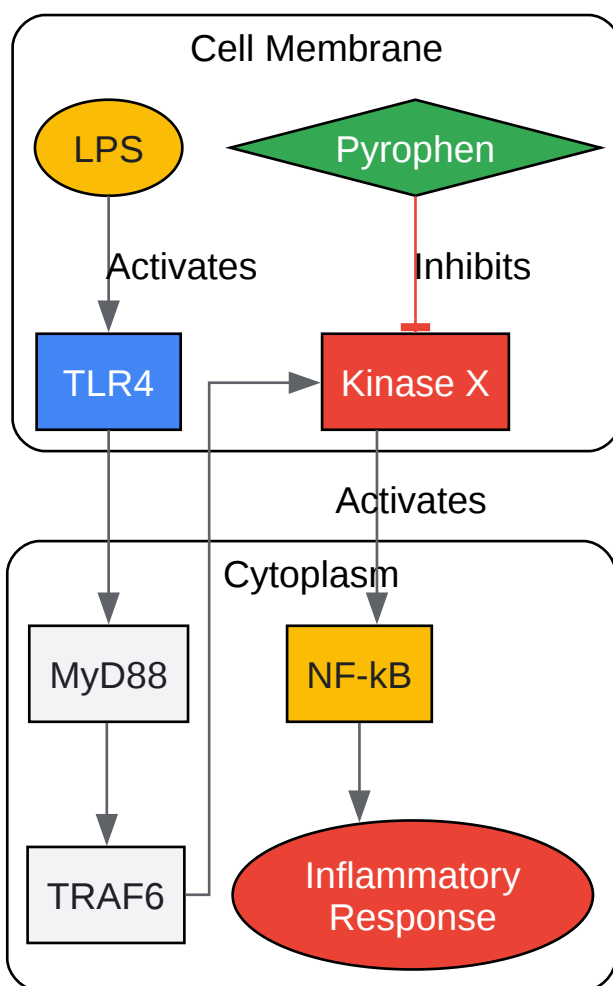 Cell Membrane
LPS
Pyrophen
Activates
Inhibits
TLR4
Kinase X
Activates
Cytoplasm
MyD88
NF-kB
TRAF6
Inflammatory
Response